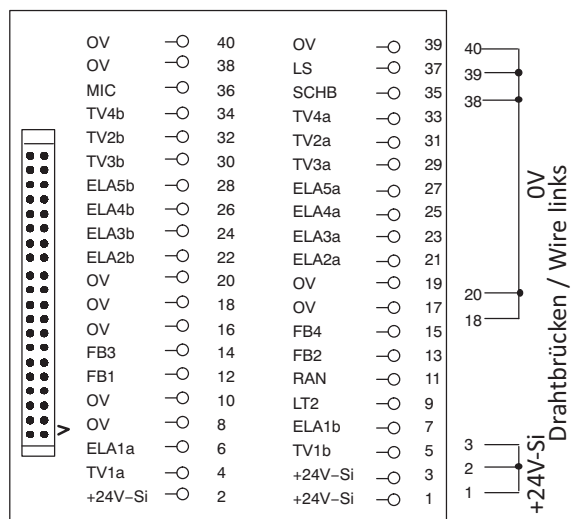 OV 40 OV 39
OV 38 LS 37
MIC 36 SCHB 35
TV4b 34 TV4a 33
TV2b 32 TV2a 31
TV3b 30 TV3a 29
ELA5b 28 ELA5a 27
ELA4b 26 ELA4a 25
ELA3b 24 ELA3a 23
ELA2b 22 ELA2a 21
OV 20 OV 19
OV 18 OV 17
OV 16 FB4 15
FB3 14 FB2 13
FB1 12 RAN 11
OV 10 LT2 9
OV 8 ELA1b 7
ELA1a 6 TV1b 5
TV1a 4 +24V–Si 3
+24V–Si 2 +24V–Si 1
>
40
39
38
20
18
3
2
1
0V
+24V-Si
Drahtbrücken / Wire links